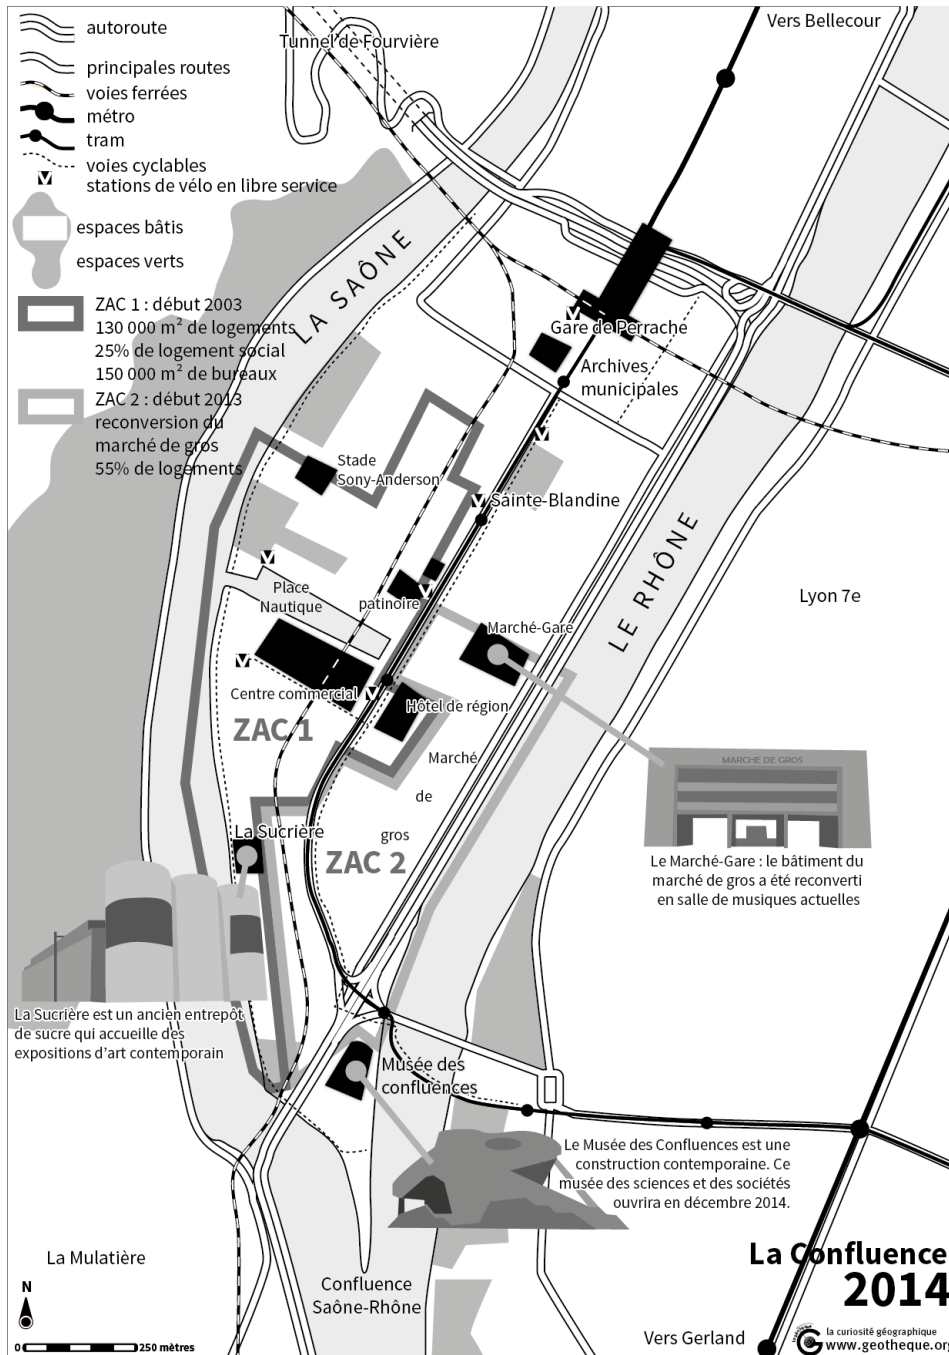 autoroute
principales routes
voies ferrées
métro
tram
voies cyclables
stations de vélo en libre service
espaces bâtis
espaces verts
ZAC 1 : début 2003
130 000 m² de logements
25% de logement social
150 000 m² de bureaux
ZAC 2 : début 2013
reconversion du
marché de gros
55% de logements
Tunnel de Fourvière
Vers Bellecour
LA SAÔNE
Gare de Perrache
Archives
municipales
Stade
Sony-Anderson
Sainte-Blandine
LE RHÔNE
Lyon 7e
Place
Nautique
patinoire
Marché-Gare
Centre commercial
Hôtel de région
ZAC 1
Marché
de
gros
ZAC 2
MARCHE DE GROS
Le Marché-Gare : le bâtiment du
marché de gros a été reconverti
en salle de musiques actuelles
La Sucrière
La Sucrière est un ancien entrepôt
de sucre qui accueille des
expositions d'art contemporain
Musée des
confluences
Le Musée des Confluences est une
construction contemporaine. Ce
musée des sciences et des sociétés
ouvrira en décembre 2014.
La Mulatière
Confluence
Saône-Rhône
Vers Gerland
La Confluence
2014
N
0
250 mètres
la curiosité géographique
www.geotheque.org